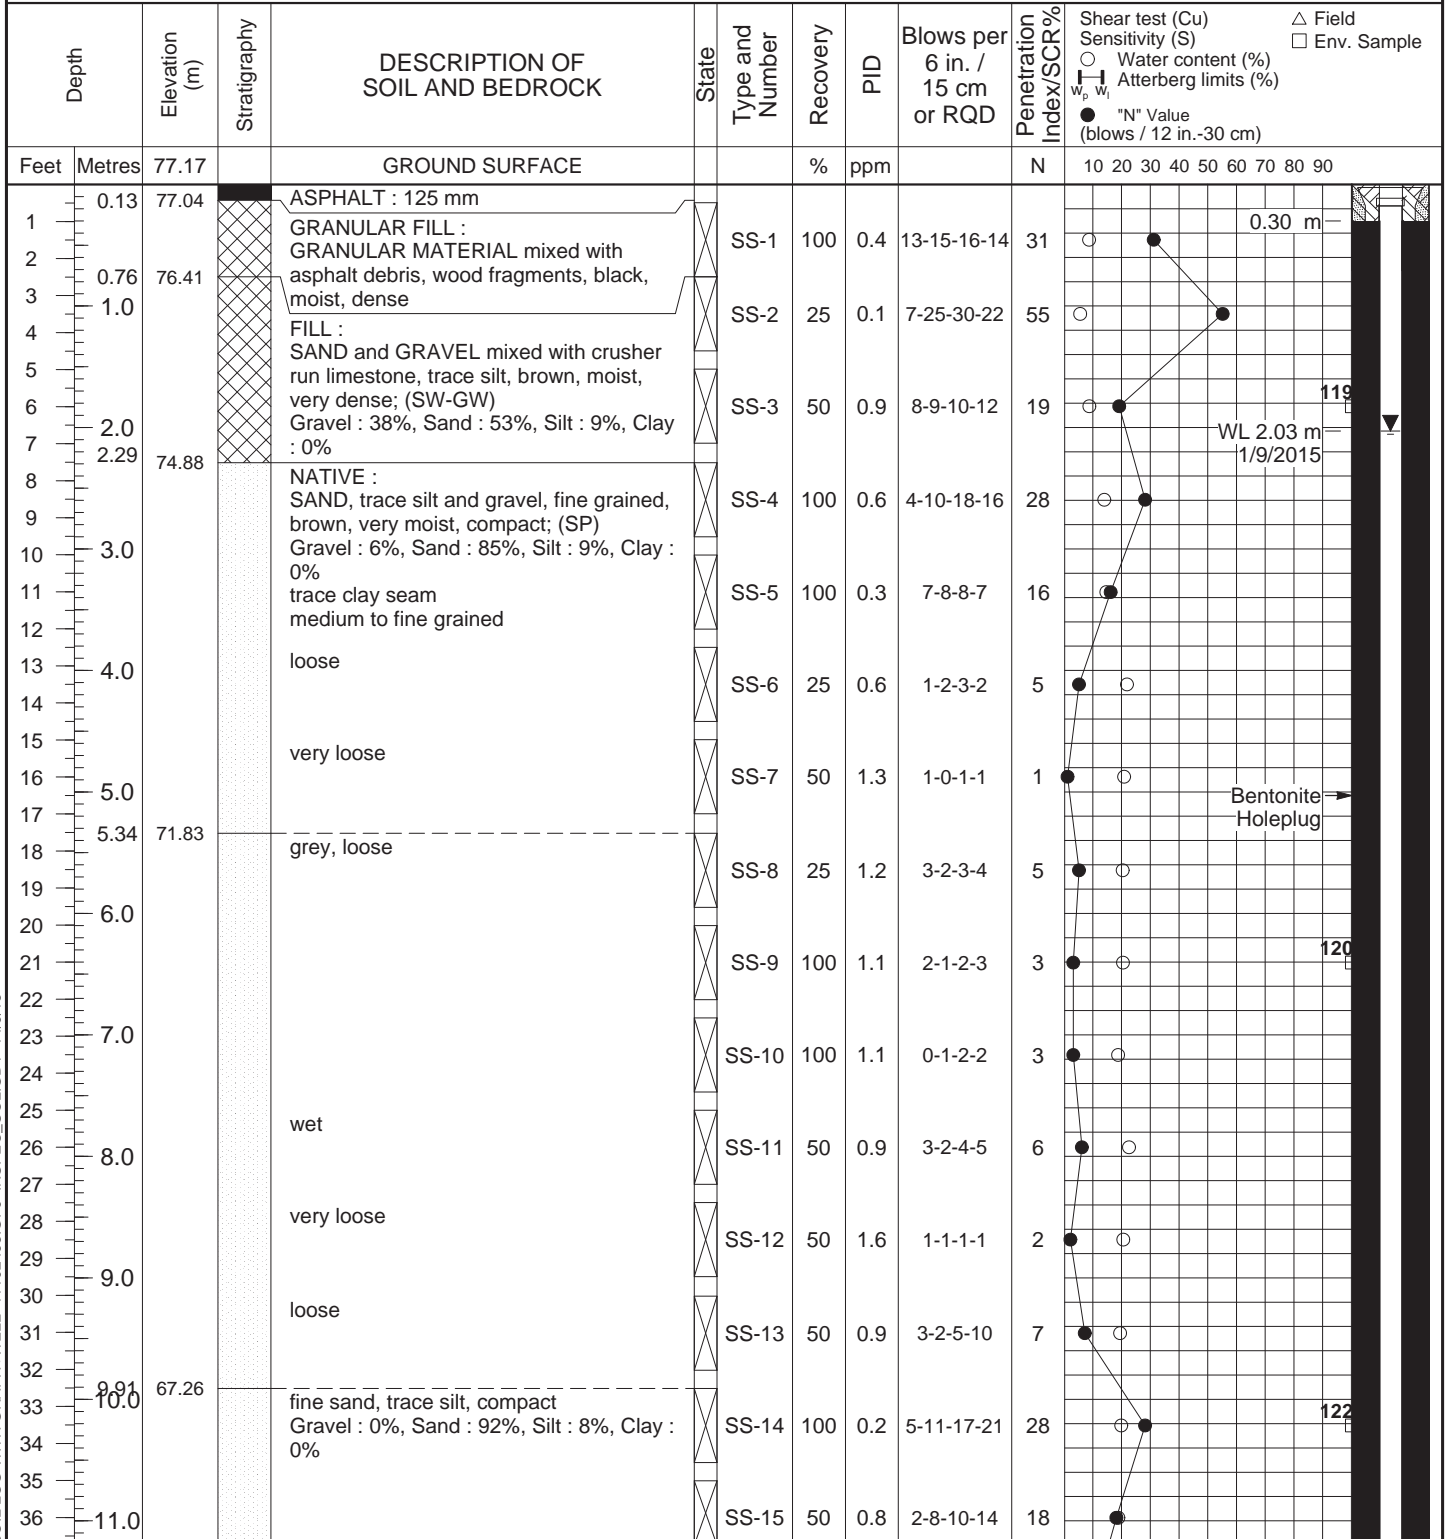 Depth
Elevation (m)
Stratigraphy
DESCRIPTION OF
SOIL AND BEDROCK
State
Type and Number
Recovery
PID
Blows per
6 in. /
15 cm
or RQD
Penetration Index/SCR%
Shear test (Cu) △ Field
Sensitivity (S) □ Env. Sample
○ Water content (%)
Wp Wl Atterberg limits (%)
● "N" Value
(blows / 12 in.-30 cm)
Feet Metres 77.17 GROUND SURFACE % ppm N 10 20 30 40 50 60 70 80 90
0.13 77.04 ASPHALT : 125 mm
1 GRANULAR FILL : 0.30 m
GRANULAR MATERIAL mixed with SS-1 100 0.4 13-15-16-14 31
2
0.76 76.41 asphalt debris, wood fragments, black,
3 1.0 moist, dense
SS-2 25 0.1 7-25-30-22 55
4 FILL :
SAND and GRAVEL mixed with crusher
5 run limestone, trace silt, brown, moist,
very dense; (SW-GW) 119
6 SS-3 50 0.9 8-9-10-12 19
2.0 Gravel : 38%, Sand : 53%, Silt : 9%, Clay WL 2.03 m
7 2.29 74.88 : 0% 1/9/2015
8 NATIVE :
SAND, trace silt and gravel, fine grained, SS-4 100 0.6 4-10-18-16 28
9 brown, very moist, compact; (SP)
10 3.0 Gravel : 6%, Sand : 85%, Silt : 9%, Clay :
0%
11 trace clay seam SS-5 100 0.3 7-8-8-7 16
12 medium to fine grained
13 4.0 loose
14 SS-6 25 0.6 1-2-3-2 5
15 very loose
16 5.0 SS-7 50 1.3 1-0-1-1 1
17 Bentonite
Holeplug
5.34 71.83
18 grey, loose
19 SS-8 25 1.2 3-2-3-4 5
20 6.0
21 SS-9 100 1.1 2-1-2-3 3 120
22
23 7.0 SS-10 100 1.1 0-1-2-2 3
24
25 wet
26 8.0 SS-11 50 0.9 3-2-4-5 6
27
28 very loose
SS-12 50 1.6 1-1-1-1 2
29 9.0
30 loose
31 SS-13 50 0.9 3-2-5-10 7
32
9.91 67.26
33 10.0 fine sand, trace silt, compact
Gravel : 0%, Sand : 92%, Silt : 8%, Clay : SS-14 100 0.2 5-11-17-21 28 122
34 0%
35
36 11.0 SS-15 50 0.8 2-8-10-14 18